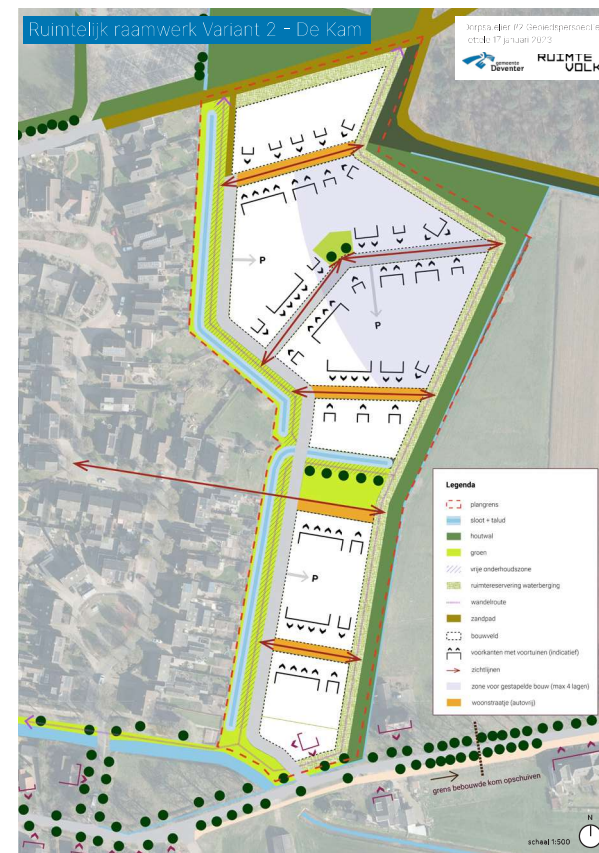 Ruimtelijk raamwerk Variant 2 - De Kam
Dorpsatelier
17 januari 2023
gemeente
Deventer
RUIMTE
VOLK
P
P
P
Legenda
plangrens
sloot + talud
houtwal
groen
vrije onderhoudszone
ruimtereservering waterberging
wandelroute
zandpad
bouwveld
voorkanten met voortuinen (indicatief)
zichtlijnen
zone voor gestapelde bouw (max 4 lagen)
woonstraatje (autovrij)
grens bebouwde kom opschuiven
N
schaal 1:500